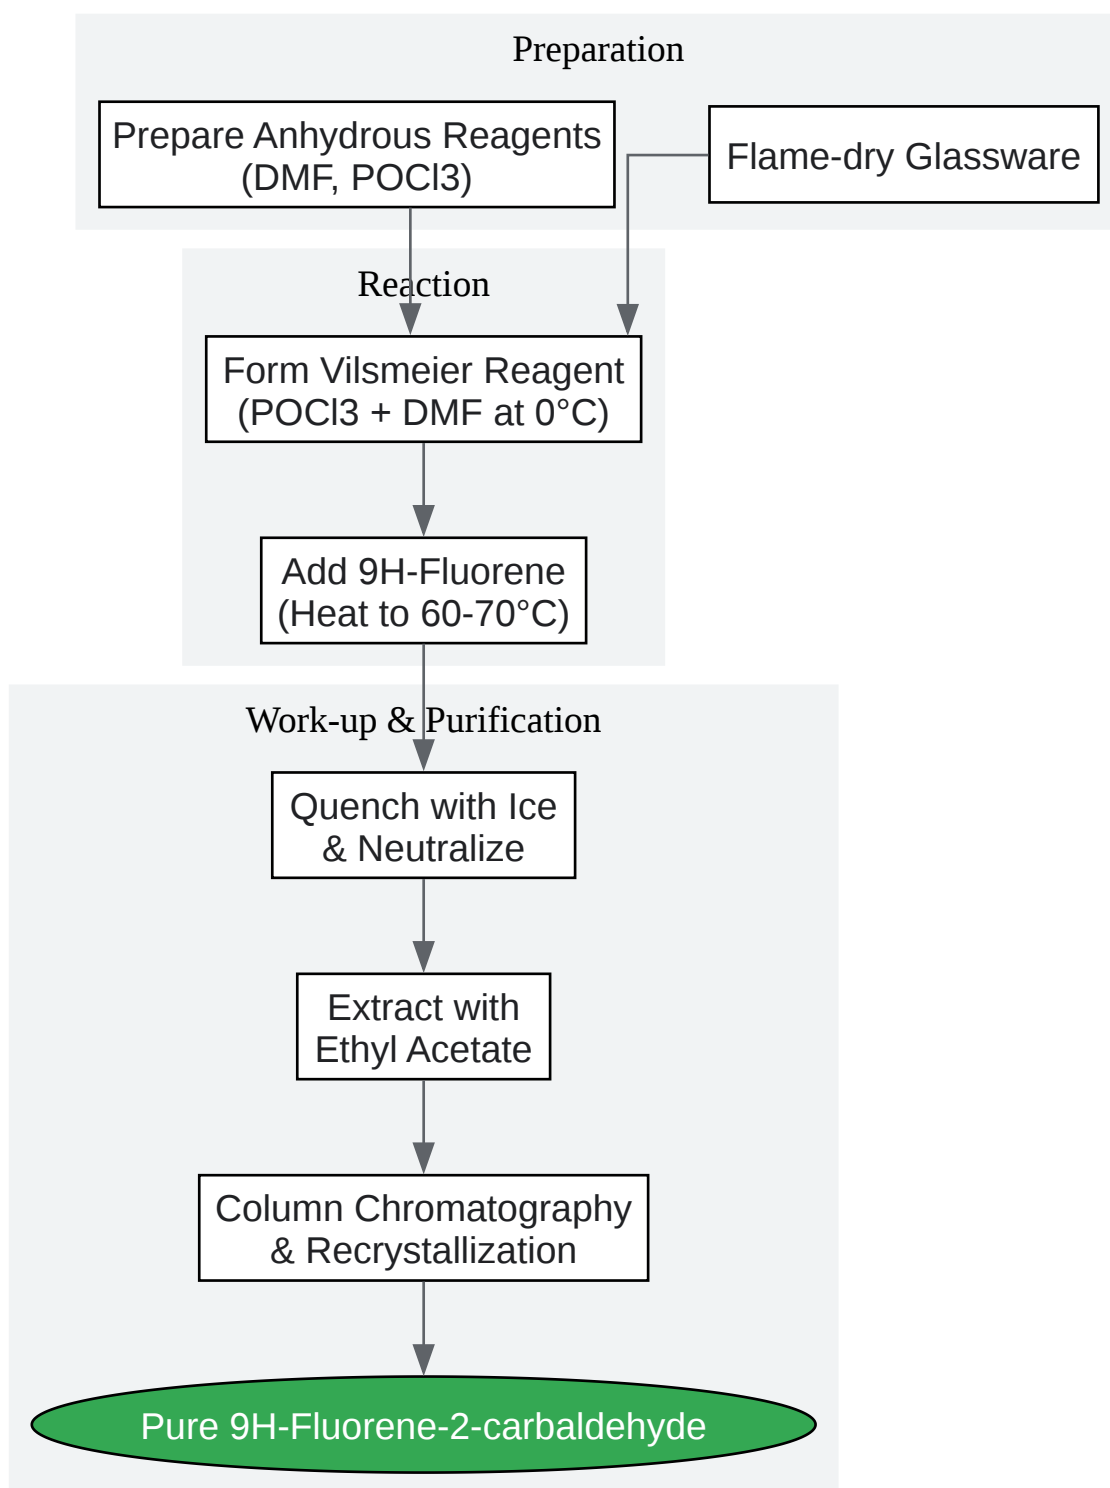 Preparation
Prepare Anhydrous Reagents
(DMF, POCl3)
Flame-dry Glassware
Reaction
Form Vilsmeier Reagent
(POCl3 + DMF at 0°C)
Add 9H-Fluorene
(Heat to 60-70°C)
Work-up & Purification
Quench with Ice
& Neutralize
Extract with
Ethyl Acetate
Column Chromatography
& Recrystallization
Pure 9H-Fluorene-2-carbaldehyde